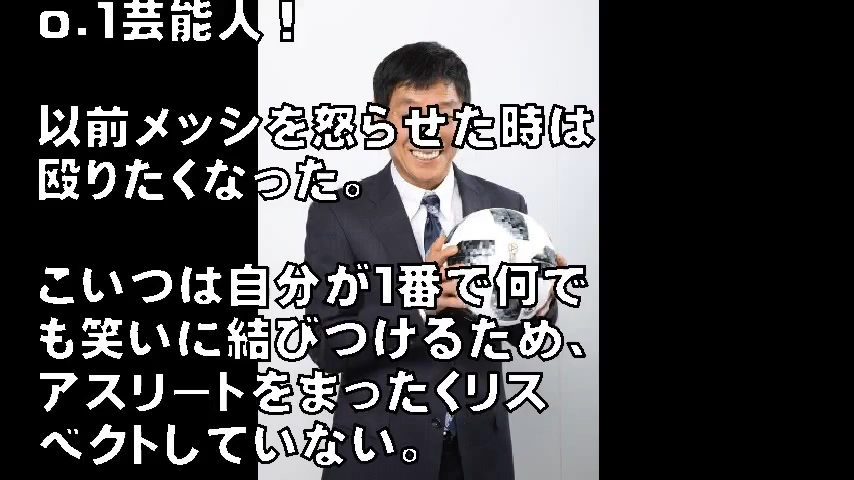 o.1芸能人！
以前メッシを怒らせた時は
殴りたくなった。
こいつは自分が1番で何で
も笑いに結びつけるため、
アスリートをまったくリス
ペクトしていない。